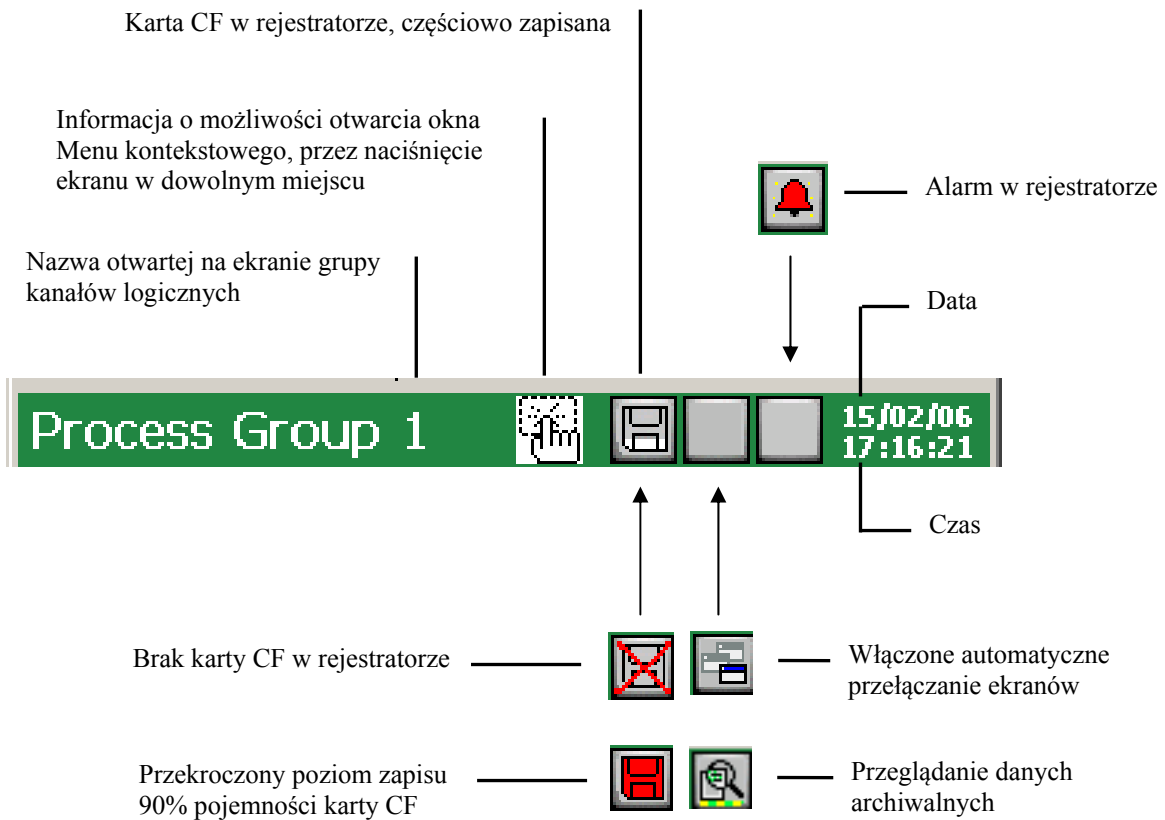 Karta CF w rejestratorze, częściowo zapisana
Informacja o możliwości otwarcia okna
Menu kontekstowego, przez naciśnięcie
ekranu w dowolnym miejscu
Alarm w rejestratorze
Nazwa otwartej na ekranie grupy
kanałów logicznych
Data
Process Group 1
15/02/06
17:16:21
Czas
Brak karty CF w rejestratorze
Włączone automatyczne
przełączanie ekranów
Przekroczony poziom zapisu
90% pojemności karty CF
Przeglądanie danych
archiwalnych